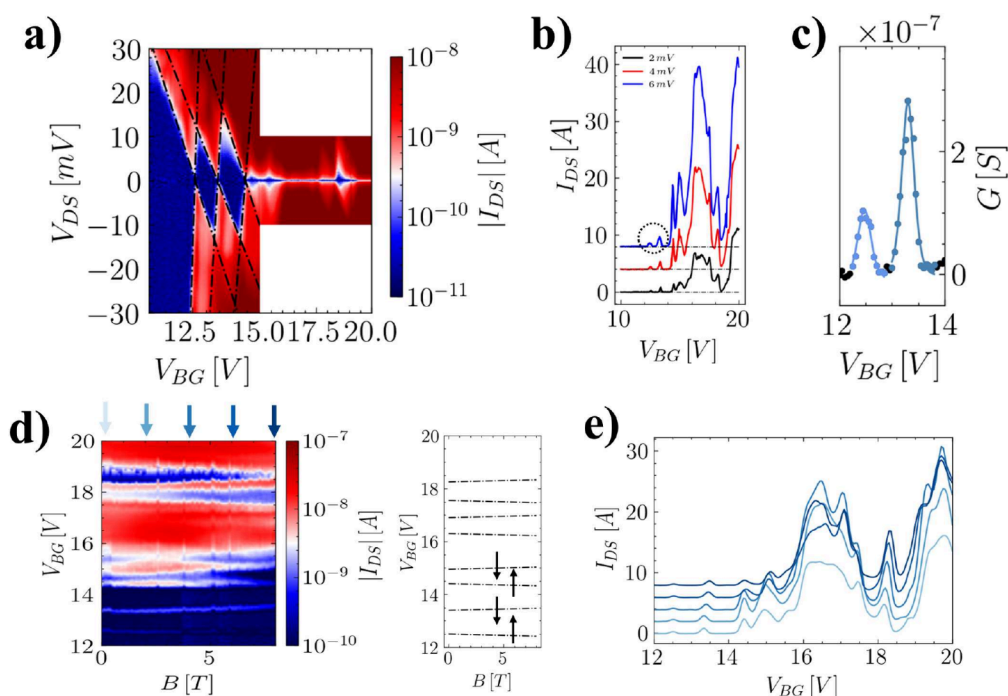 a)
30
20
10
0
−10
−20
−30
V_DS [mV]
12.5 15.0 17.5 20.0
V_BG [V]
10^-8
10^-9
10^-10
10^-11
|I_DS| [A]
b)
I_DS [A]
40
30
20
10
0
2 mV
4 mV
6 mV
10 20
V_BG [V]
c)
×10^-7
2
0
G [S]
12 14
V_BG [V]
d)
20
18
16
14
12
V_BG [V]
0 5
B [T]
10^-7
10^-8
10^-9
10^-10
|I_DS| [A]
20
18
16
14
12
V_BG [V]
0 5
B [T]
e)
I_DS [A]
30
20
10
0
12 14 16 18 20
V_BG [V]